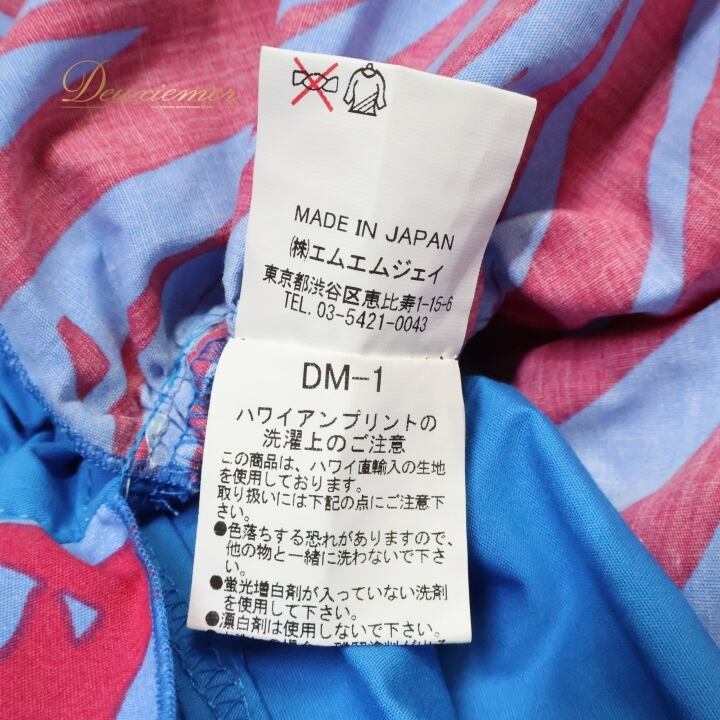 Deuxiemer
MADE IN JAPAN
㈱エムエムジェイ
東京都渋谷区恵比寿1-15-6
TEL. 03-5421-0043
DM-1
ハワイアンプリントの
洗濯上のご注意
この商品は、ハワイ直輸入の生地
を使用しております。
取り扱いには下記の点にご注意下
さい。
●色落ちする恐れがありますので、
他の物と一緒に洗わないで下さ
い。
●蛍光増白剤が入っていない洗剤
を使用して下さい。
●漂白剤は使用しないで下さい。